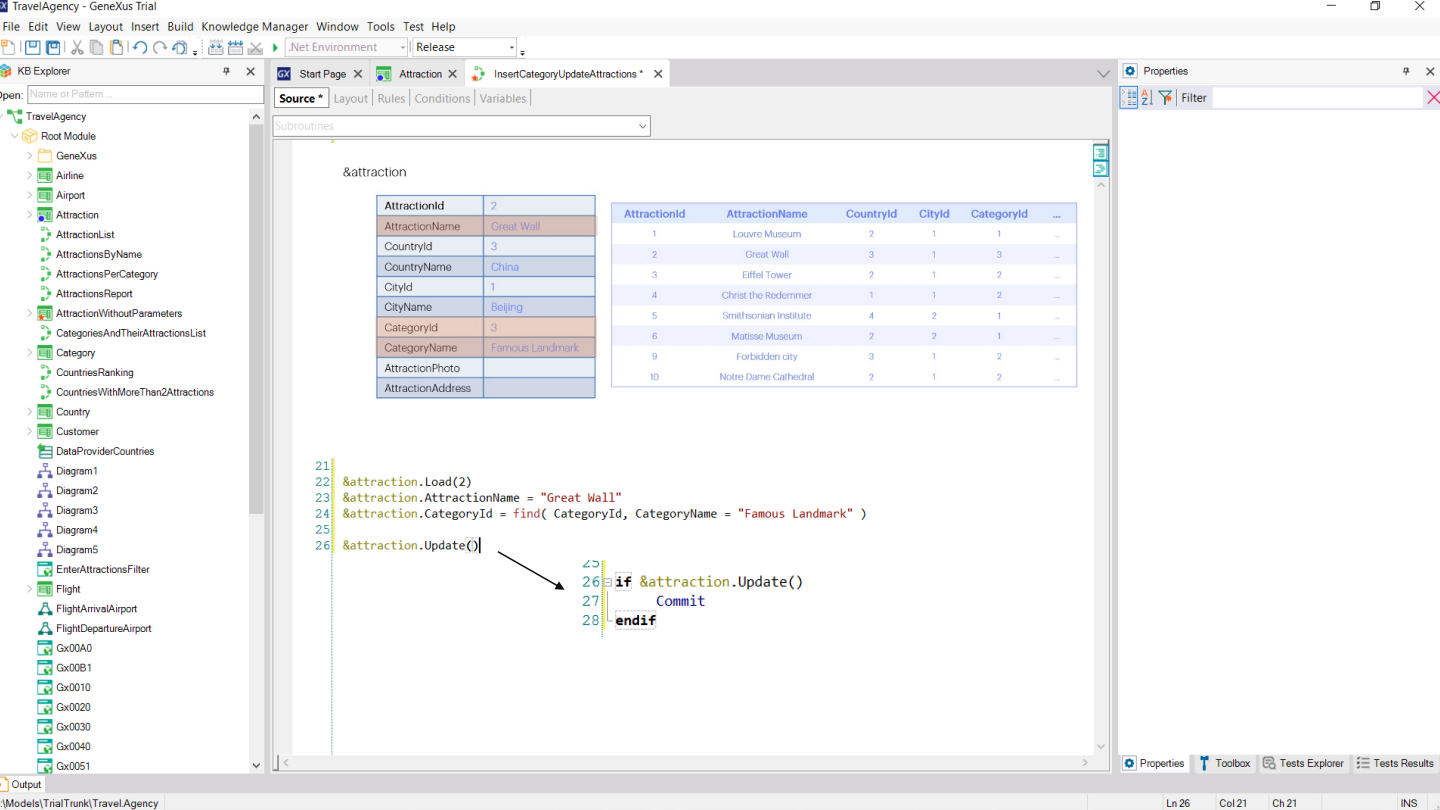 TravelAgency - GeneXus Trial
File Edit View Layout Insert Build Knowledge Manager Window Tools Test Help
.Net Environment Release
KB Explorer
Open: Name or Pattern ...
TravelAgency
Root Module
GeneXus
Airline
Airport
Attraction
AttractionList
AttractionsByName
AttractionsPerCategory
AttractionsReport
AttractionWithoutParameters
CategoriesAndTheirAttractionsList
Category
CountriesRanking
CountriesWithMoreThan2Attractions
Country
Customer
DataProviderCountries
Diagram1
Diagram2
Diagram3
Diagram4
Diagram5
EnterAttractionsFilter
Flight
FlightArrivalAirport
FlightDepartureAirport
Gx00A0
Gx00B1
Gx0010
Gx0020
Gx0030
Gx0040
Gx0051
Start Page Attraction InsertCategoryUpdateAttractions *
Source * Layout Rules Conditions Variables
Subroutines
&attraction
AttractionId 2
AttractionName Great Wall
CountryId 3
CountryName China
CityId 1
CityName Beijing
CategoryId 3
CategoryName Famous Landmark
AttractionPhoto
AttractionAddress
AttractionId AttractionName CountryId CityId CategoryId ...
1 Louvre Museum 2 1 1 ...
2 Great Wall 3 1 3 ...
3 Eiffel Tower 2 1 2 ...
4 Christ the Redemmer 1 1 2 ...
5 Smithsonian Institute 4 2 1 ...
6 Matisse Museum 2 2 1 ...
9 Forbidden city 3 1 2 ...
10 Notre Dame Cathedral 2 1 2 ...
21
22 &attraction.Load(2)
23 &attraction.AttractionName = "Great Wall"
24 &attraction.CategoryId = find( CategoryId, CategoryName = "Famous Landmark" )
25
26 &attraction.Update()
25
26 if &attraction.Update()
27 Commit
28 endif
Properties
Filter
Properties Toolbox Tests Explorer Tests Results
Output
:\Models\TrialTrunk\Travel.Agency
Ln 26 Col 21 Ch 21 INS